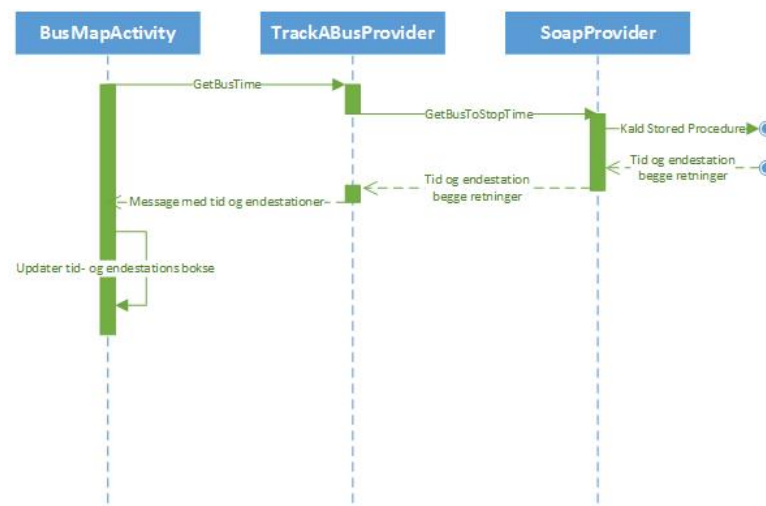 BusMapActivity
TrackABusProvider
SoapProvider
GetBusTime
GetBusToStopTime
Kald Stored Procedure
Tid og endestation
begge retninger
Tid og endestation
begge retninger
Message med tid og endestationer
Updater tid- og endestations bokse